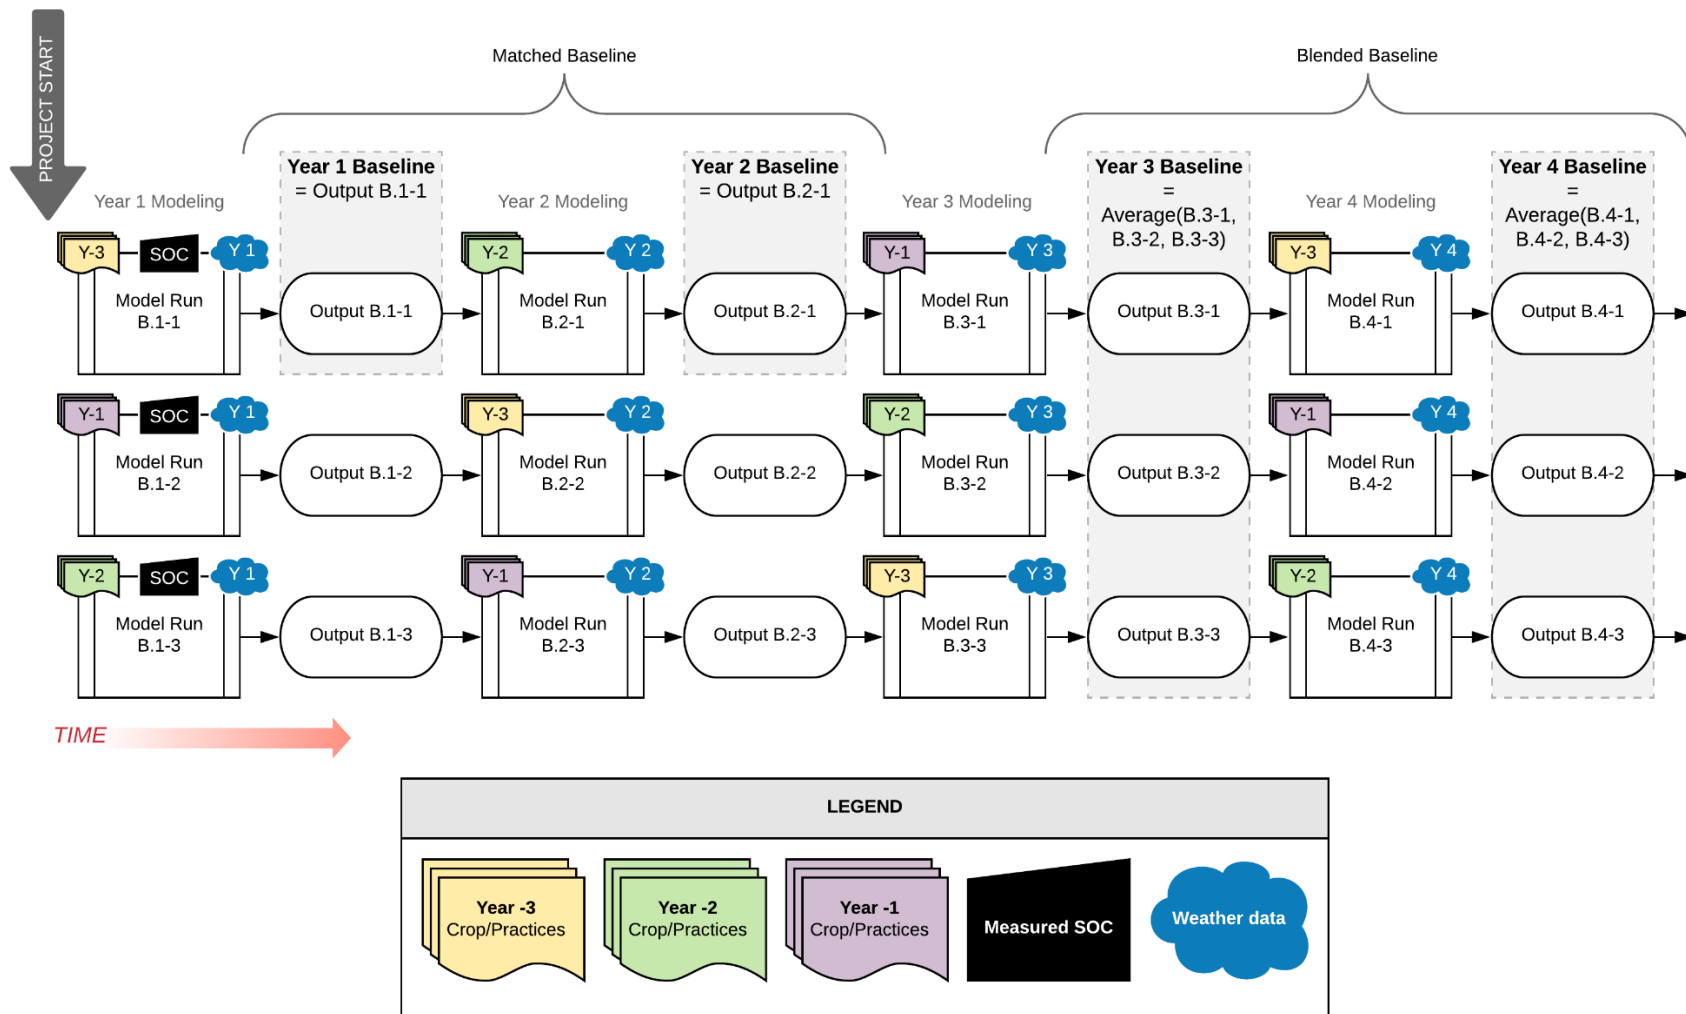 PROJECT START
Matched Baseline
Blended Baseline
Year 1 Modeling
Year 1 Baseline
= Output B.1-1
Year 2 Modeling
Year 2 Baseline
= Output B.2-1
Year 3 Modeling
Year 3 Baseline
=
Average(B.3-1,
B.3-2, B.3-3)
Year 4 Modeling
Year 4 Baseline
=
Average(B.4-1,
B.4-2, B.4-3)
Y-3
SOC
Y 1
Model Run
B.1-1
Output B.1-1
Y-2
Y 2
Model Run
B.2-1
Output B.2-1
Y-1
Y 3
Model Run
B.3-1
Output B.3-1
Y-3
Y 4
Model Run
B.4-1
Output B.4-1
Y-1
SOC
Y 1
Model Run
B.1-2
Output B.1-2
Y-3
Y 2
Model Run
B.2-2
Output B.2-2
Y-2
Y 3
Model Run
B.3-2
Output B.3-2
Y-1
Y 4
Model Run
B.4-2
Output B.4-2
Y-2
SOC
Y 1
Model Run
B.1-3
Output B.1-3
Y-1
Y 2
Model Run
B.2-3
Output B.2-3
Y-3
Y 3
Model Run
B.3-3
Output B.3-3
Y-2
Y 4
Model Run
B.4-3
Output B.4-3
TIME
LEGEND
Year -3
Crop/Practices
Year -2
Crop/Practices
Year -1
Crop/Practices
Measured SOC
Weather data